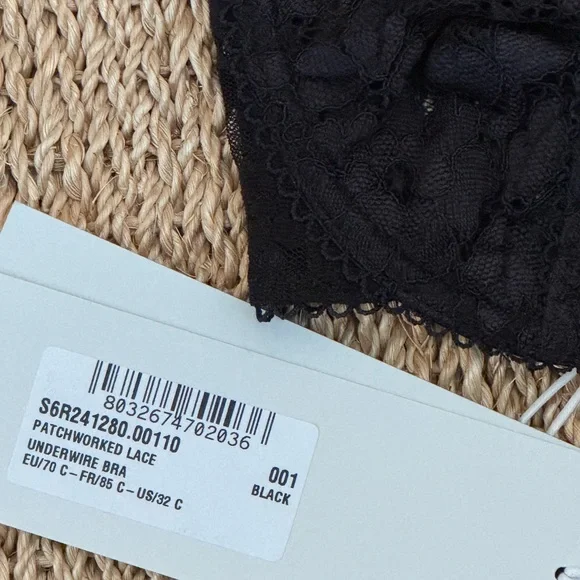 8032674702036
S6R241280.00110
PATCHWORKED LACE
UNDERWIRE BRA
EU/70 C – FR/85 C – US/32 C
001
BLACK